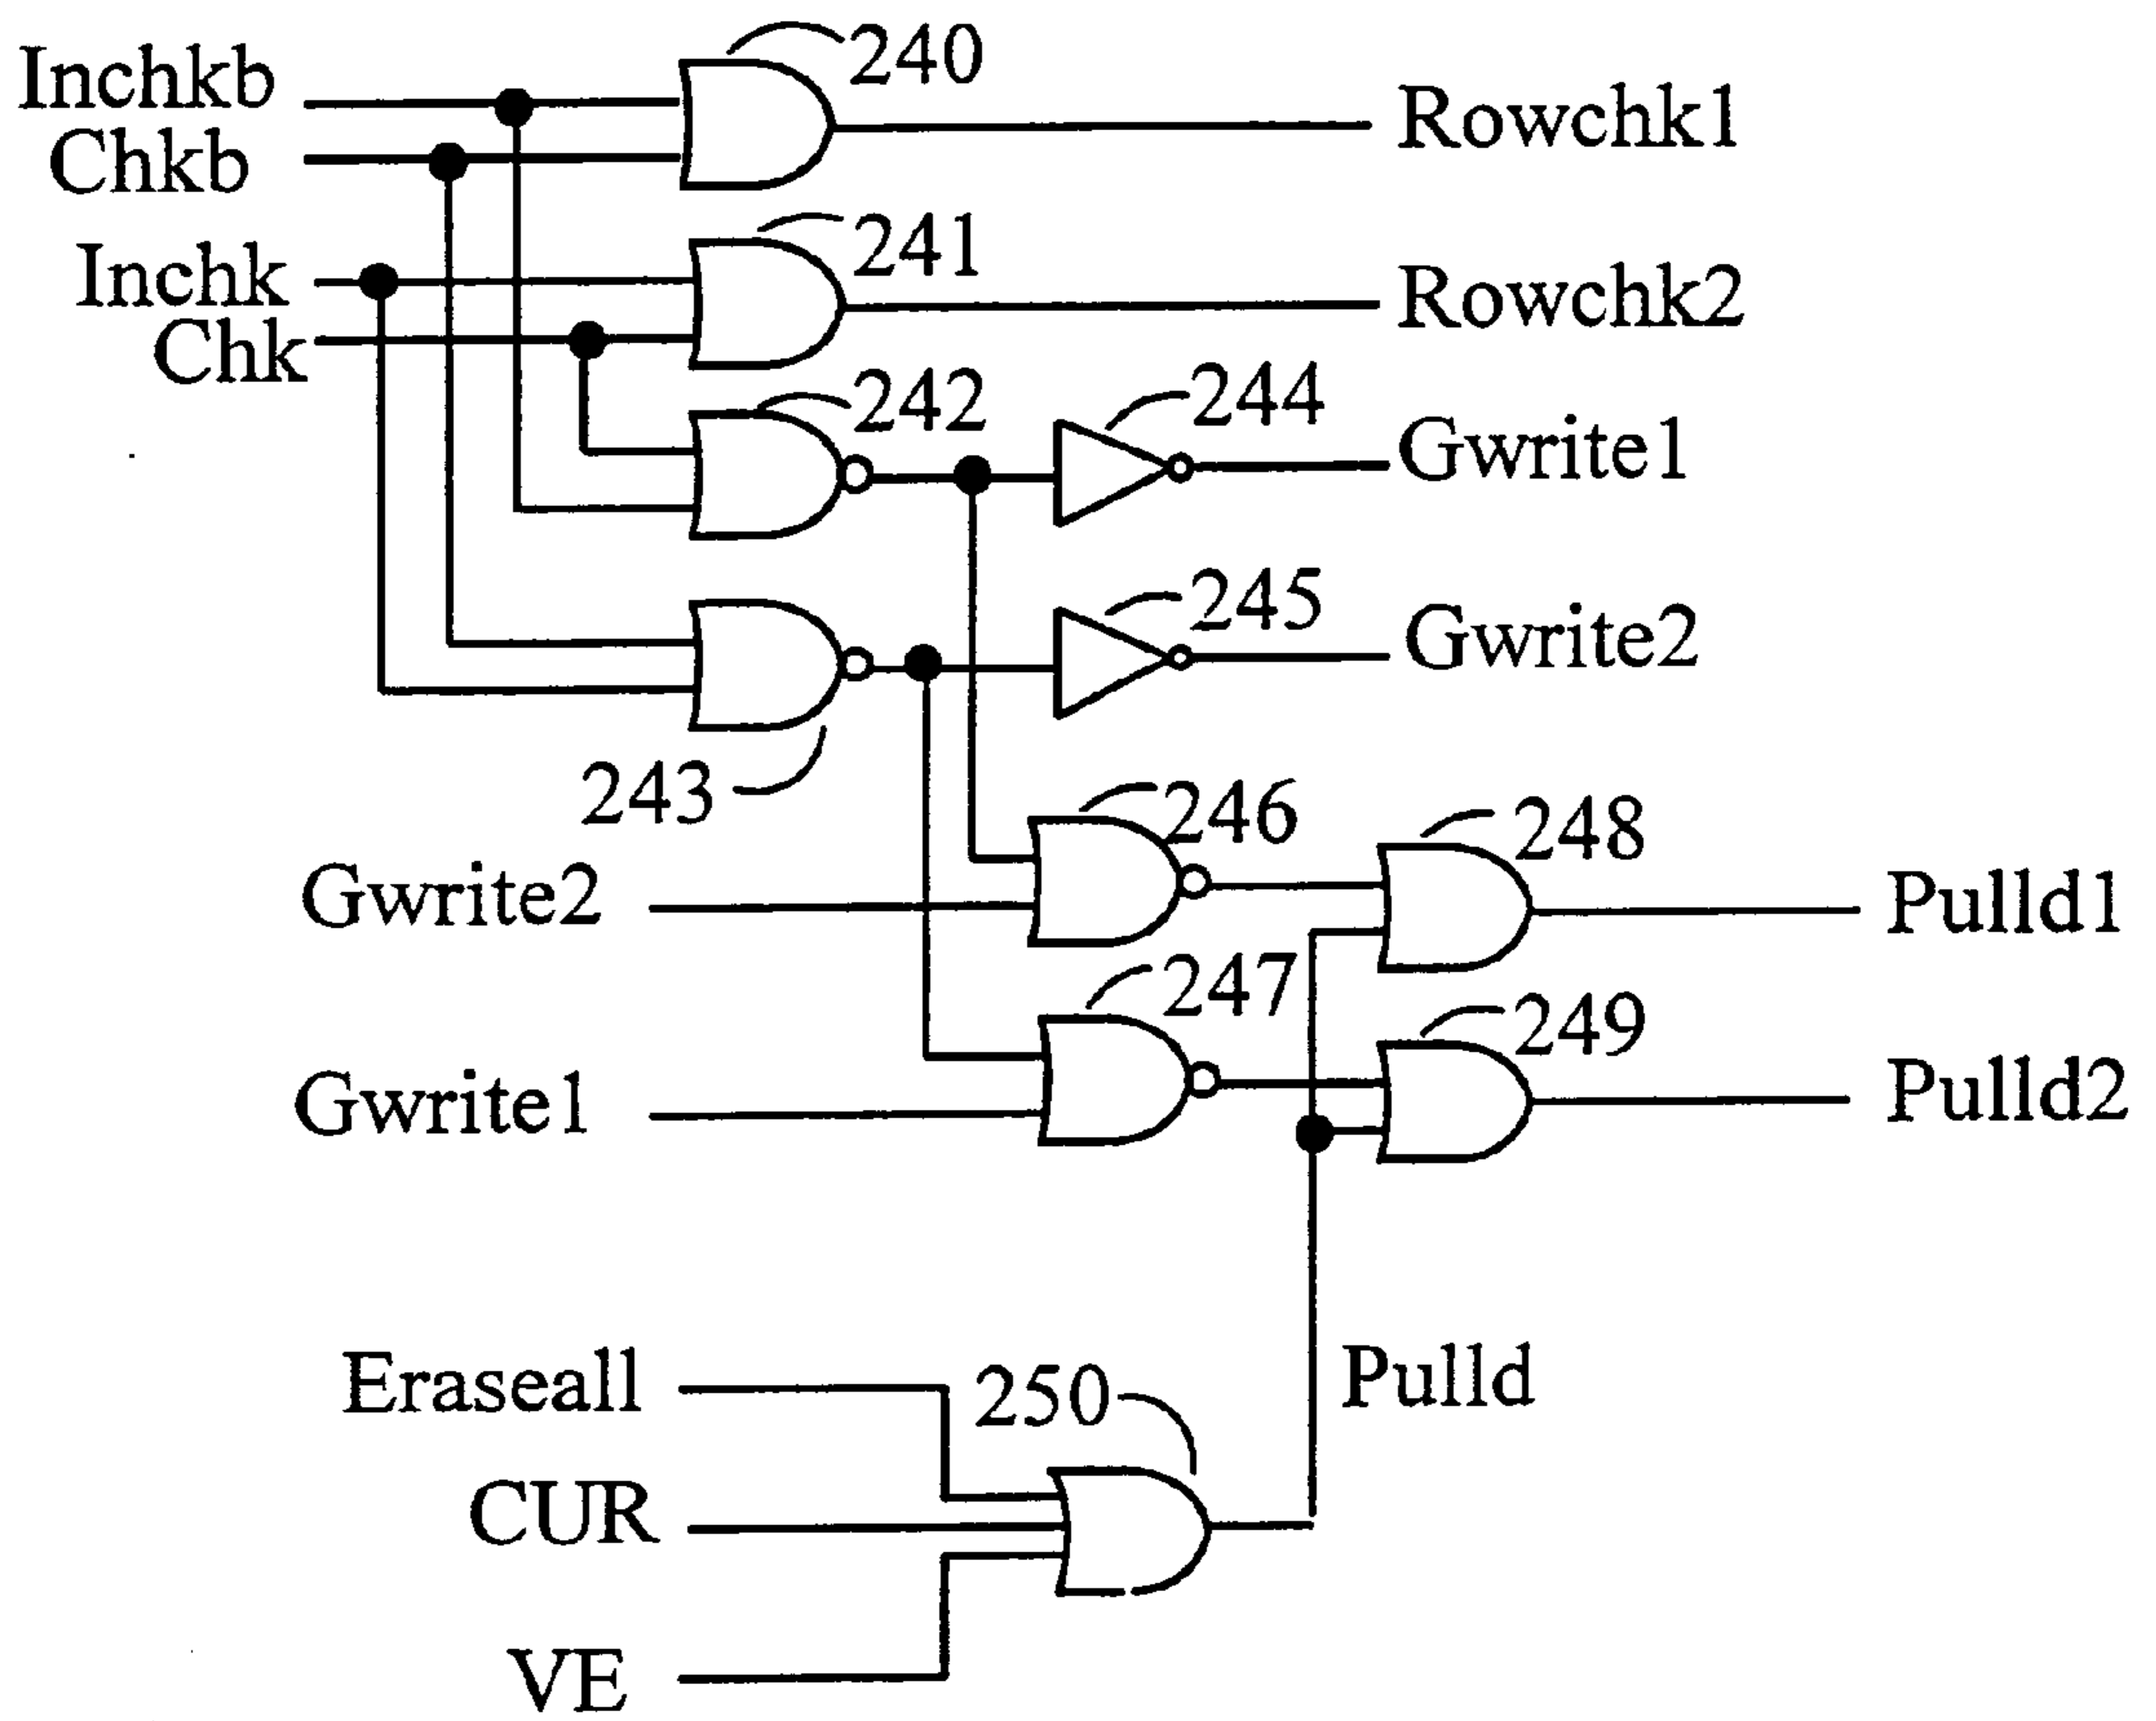 Inchkb
240
Rowchk1
Chkb
241
Inchk
Rowchk2
Chk
242
244
Gwrite1
245
Gwrite2
243
246
248
Gwrite2
Pulld1
247
249
Gwrite1
Pulld2
Eraseall
250
Pulld
CUR
VE